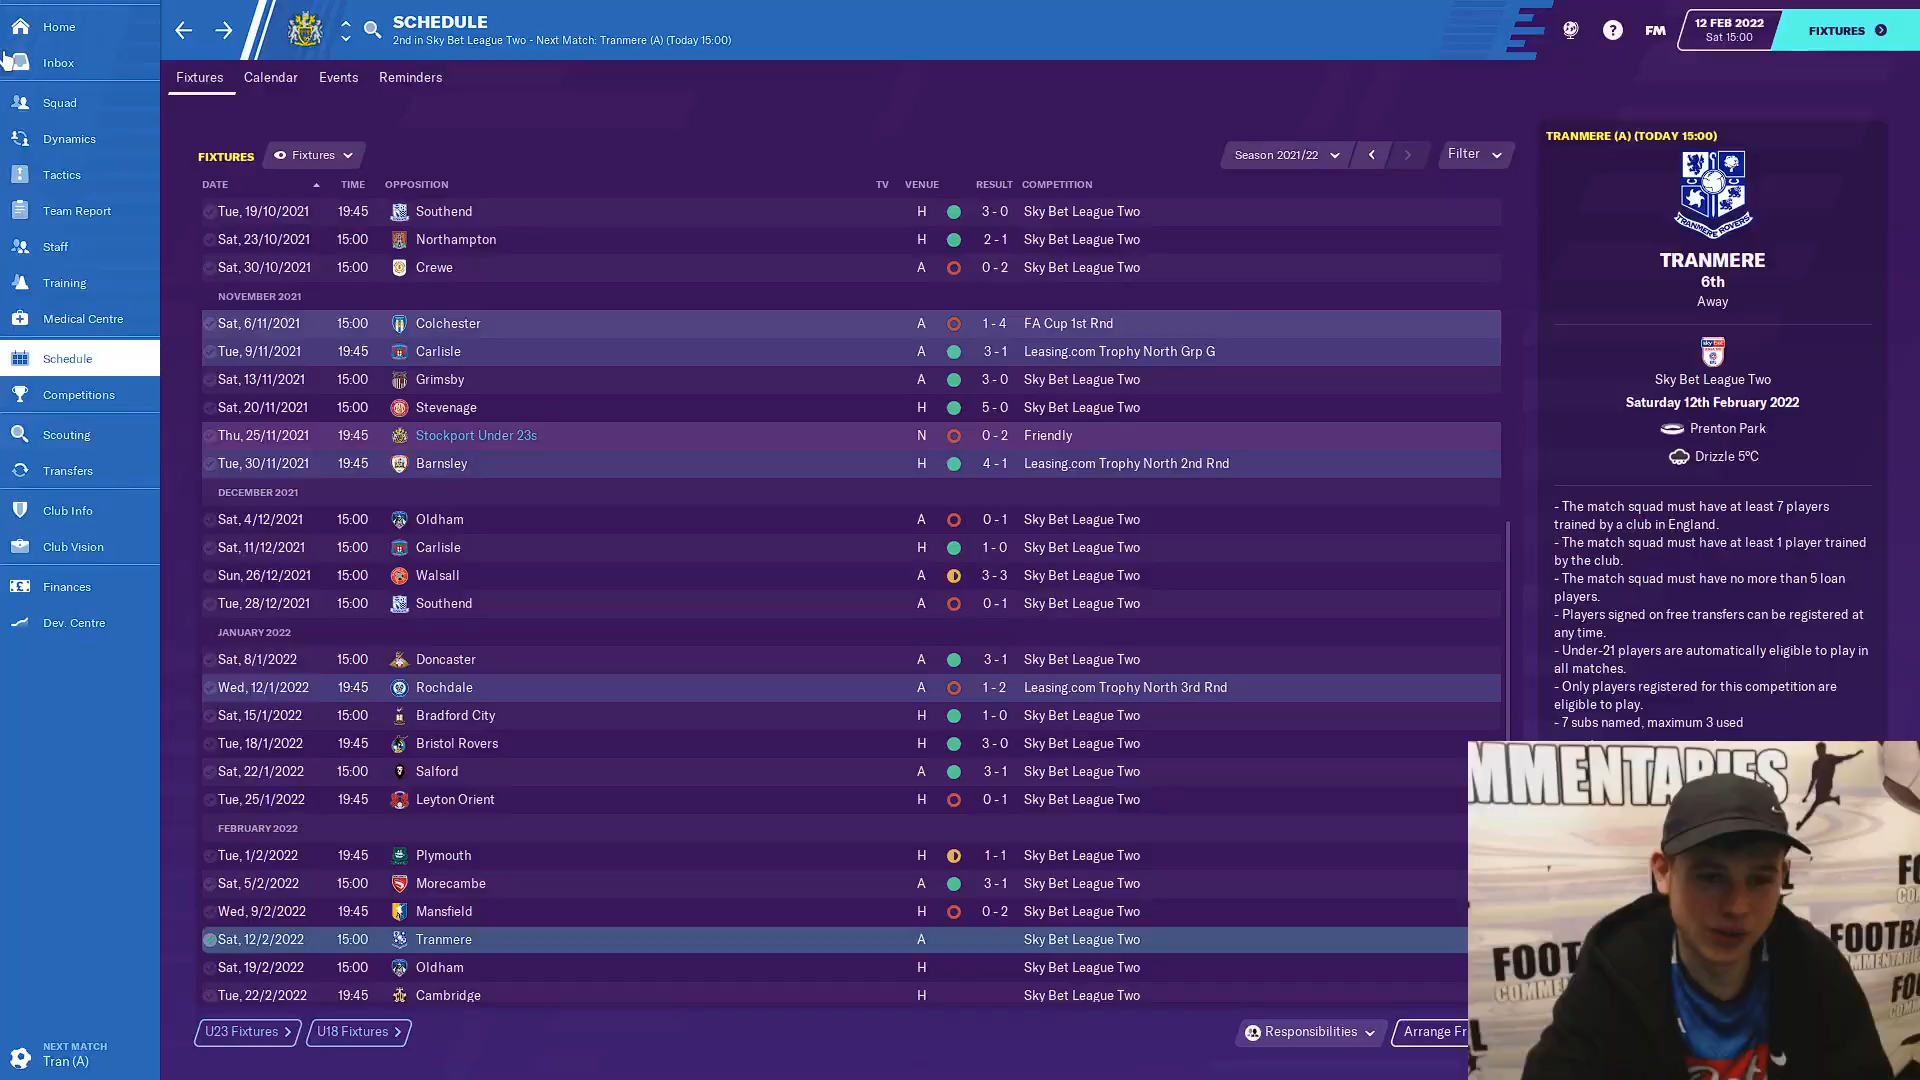 Home
Inbox
Squad
Dynamics
Tactics
Team Report
Staff
Training
Medical Centre
Schedule
Competitions
Scouting
Transfers
Club Info
Club Vision
Finances
Dev. Centre
NEXT MATCH
Tran (A)
SCHEDULE
2nd in Sky Bet League Two - Next Match: Tranmere (A) (Today 15:00)
FM
12 FEB 2022
Sat 15:00
FIXTURES
Fixtures Calendar Events Reminders
FIXTURES Fixtures Season 2021/22 Filter
DATE TIME OPPOSITION TV VENUE RESULT COMPETITION
Tue, 19/10/2021 19:45 Southend H 3 - 0 Sky Bet League Two
Sat, 23/10/2021 15:00 Northampton H 2 - 1 Sky Bet League Two
Sat, 30/10/2021 15:00 Crewe A 0 - 2 Sky Bet League Two
NOVEMBER 2021
Sat, 6/11/2021 15:00 Colchester A 1 - 4 FA Cup 1st Rnd
Tue, 9/11/2021 19:45 Carlisle A 3 - 1 Leasing.com Trophy North Grp G
Sat, 13/11/2021 15:00 Grimsby A 3 - 0 Sky Bet League Two
Sat, 20/11/2021 15:00 Stevenage H 5 - 0 Sky Bet League Two
Thu, 25/11/2021 19:45 Stockport Under 23s N 0 - 2 Friendly
Tue, 30/11/2021 19:45 Barnsley H 4 - 1 Leasing.com Trophy North 2nd Rnd
DECEMBER 2021
Sat, 4/12/2021 15:00 Oldham A 0 - 1 Sky Bet League Two
Sat, 11/12/2021 15:00 Carlisle H 1 - 0 Sky Bet League Two
Sun, 26/12/2021 15:00 Walsall A 3 - 3 Sky Bet League Two
Tue, 28/12/2021 15:00 Southend A 0 - 1 Sky Bet League Two
JANUARY 2022
Sat, 8/1/2022 15:00 Doncaster A 3 - 1 Sky Bet League Two
Wed, 12/1/2022 19:45 Rochdale A 1 - 2 Leasing.com Trophy North 3rd Rnd
Sat, 15/1/2022 15:00 Bradford City H 1 - 0 Sky Bet League Two
Tue, 18/1/2022 19:45 Bristol Rovers H 3 - 0 Sky Bet League Two
Sat, 22/1/2022 15:00 Salford A 3 - 1 Sky Bet League Two
Tue, 25/1/2022 19:45 Leyton Orient H 0 - 1 Sky Bet League Two
FEBRUARY 2022
Tue, 1/2/2022 19:45 Plymouth H 1 - 1 Sky Bet League Two
Sat, 5/2/2022 15:00 Morecambe A 3 - 1 Sky Bet League Two
Wed, 9/2/2022 19:45 Mansfield H 0 - 2 Sky Bet League Two
Sat, 12/2/2022 15:00 Tranmere A Sky Bet League Two
Sat, 19/2/2022 15:00 Oldham H Sky Bet League Two
Tue, 22/2/2022 19:45 Cambridge H Sky Bet League Two
U23 Fixtures U18 Fixtures Responsibilities Arrange Fr
TRANMERE (A) (TODAY 15:00)
TRANMERE ROVERS
TRANMERE
6th
Away
sky bet
EFL
Sky Bet League Two
Saturday 12th February 2022
Prenton Park
Drizzle 5ºC
- The match squad must have at least 7 players
trained by a club in England.
- The match squad must have at least 1 player trained
by the club.
- The match squad must have no more than 5 loan
players.
- Players signed on free transfers can be registered at
any time.
- Under-21 players are automatically eligible to play in
all matches.
- Only players registered for this competition are
eligible to play.
- 7 subs named, maximum 3 used
MMENTARIES
FOOT
COMME
FOOTBA
MMENTARIES